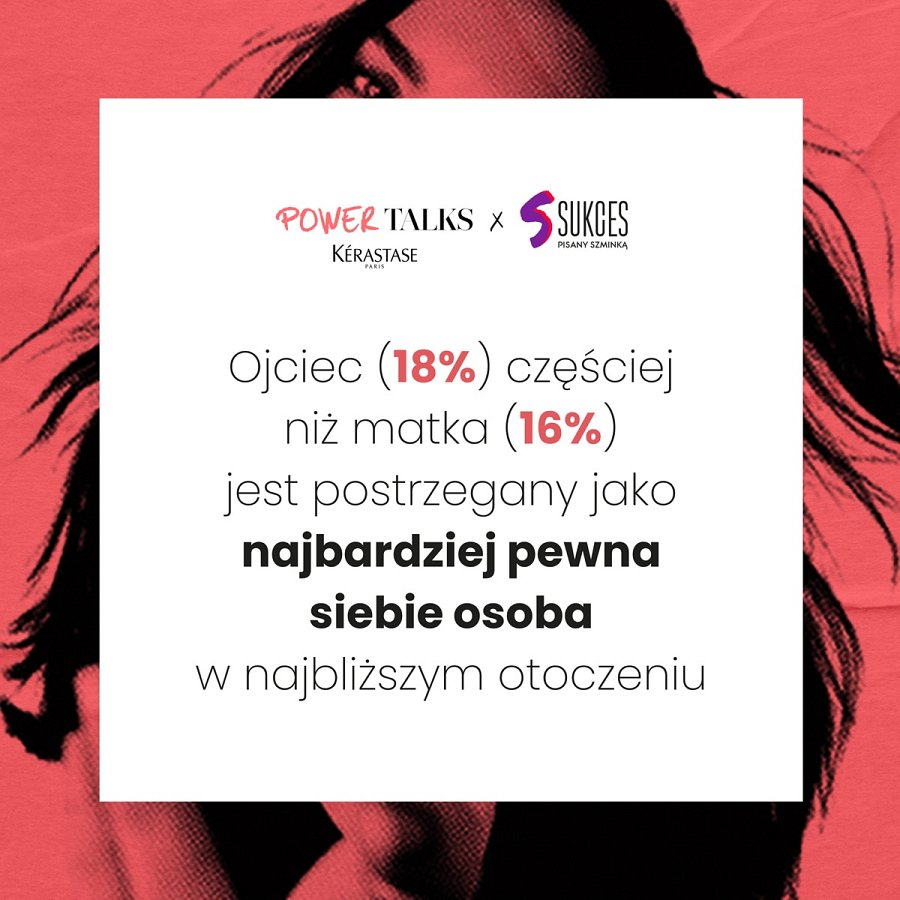 POWER TALKS x SUKCES
PISANY SZMINKĄ
KÉRASTASE
PARIS
Ojciec (18%) częściej
niż matka (16%)
jest postrzegany jako
najbardziej pewna
siebie osoba
w najbliższym otoczeniu